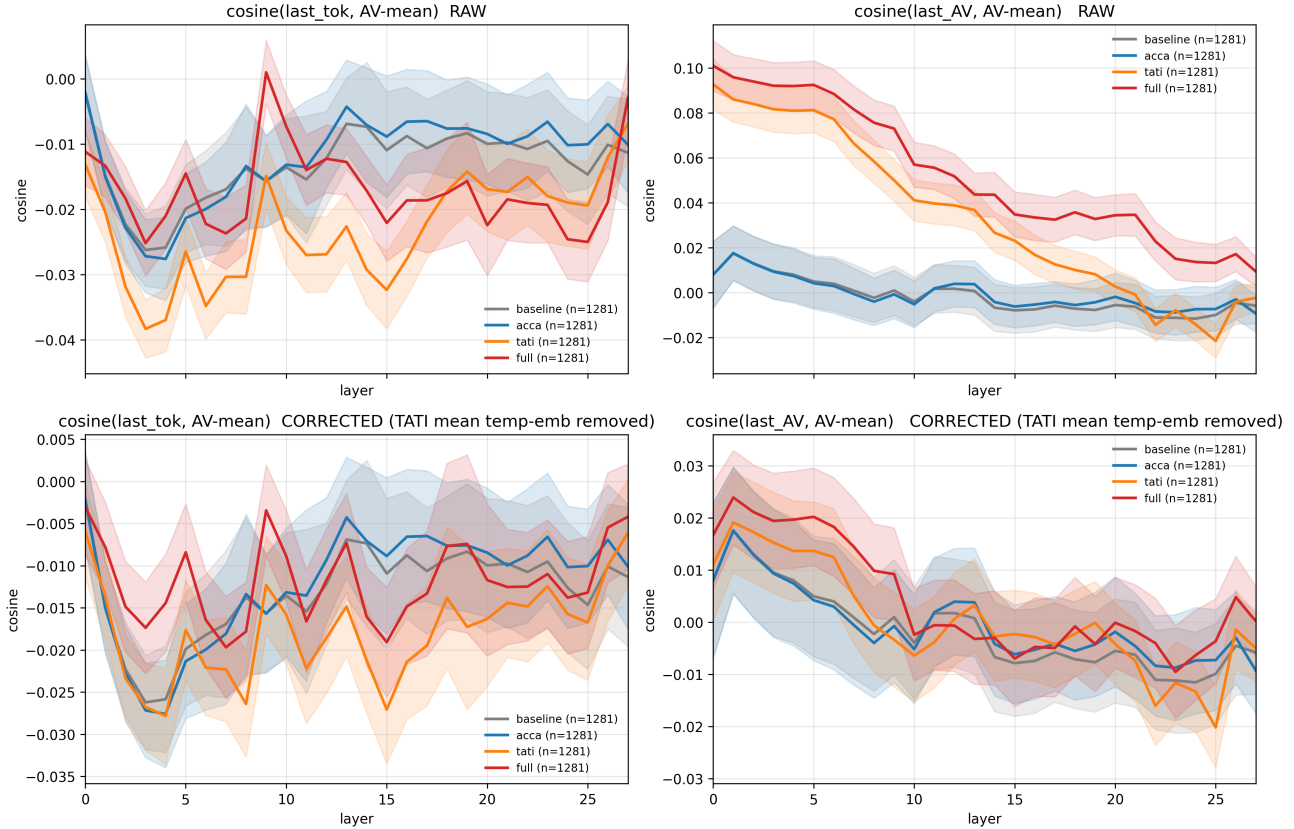 cosine(last_tok, AV-mean)  RAW
cosine
0.00
−0.01
−0.02
−0.03
−0.04
baseline (n=1281)
acca (n=1281)
tati (n=1281)
full (n=1281)
layer
cosine(last_AV, AV-mean)   RAW
cosine
0.10
0.08
0.06
0.04
0.02
0.00
−0.02
baseline (n=1281)
acca (n=1281)
tati (n=1281)
full (n=1281)
layer
cosine(last_tok, AV-mean)  CORRECTED (TATI mean temp-emb removed)
cosine
0.005
0.000
−0.005
−0.010
−0.015
−0.020
−0.025
−0.030
−0.035
baseline (n=1281)
acca (n=1281)
tati (n=1281)
full (n=1281)
0 5 10 15 20 25
layer
cosine(last_AV, AV-mean)   CORRECTED (TATI mean temp-emb removed)
cosine
0.03
0.02
0.01
0.00
−0.01
−0.02
−0.03
baseline (n=1281)
acca (n=1281)
tati (n=1281)
full (n=1281)
0 5 10 15 20 25
layer